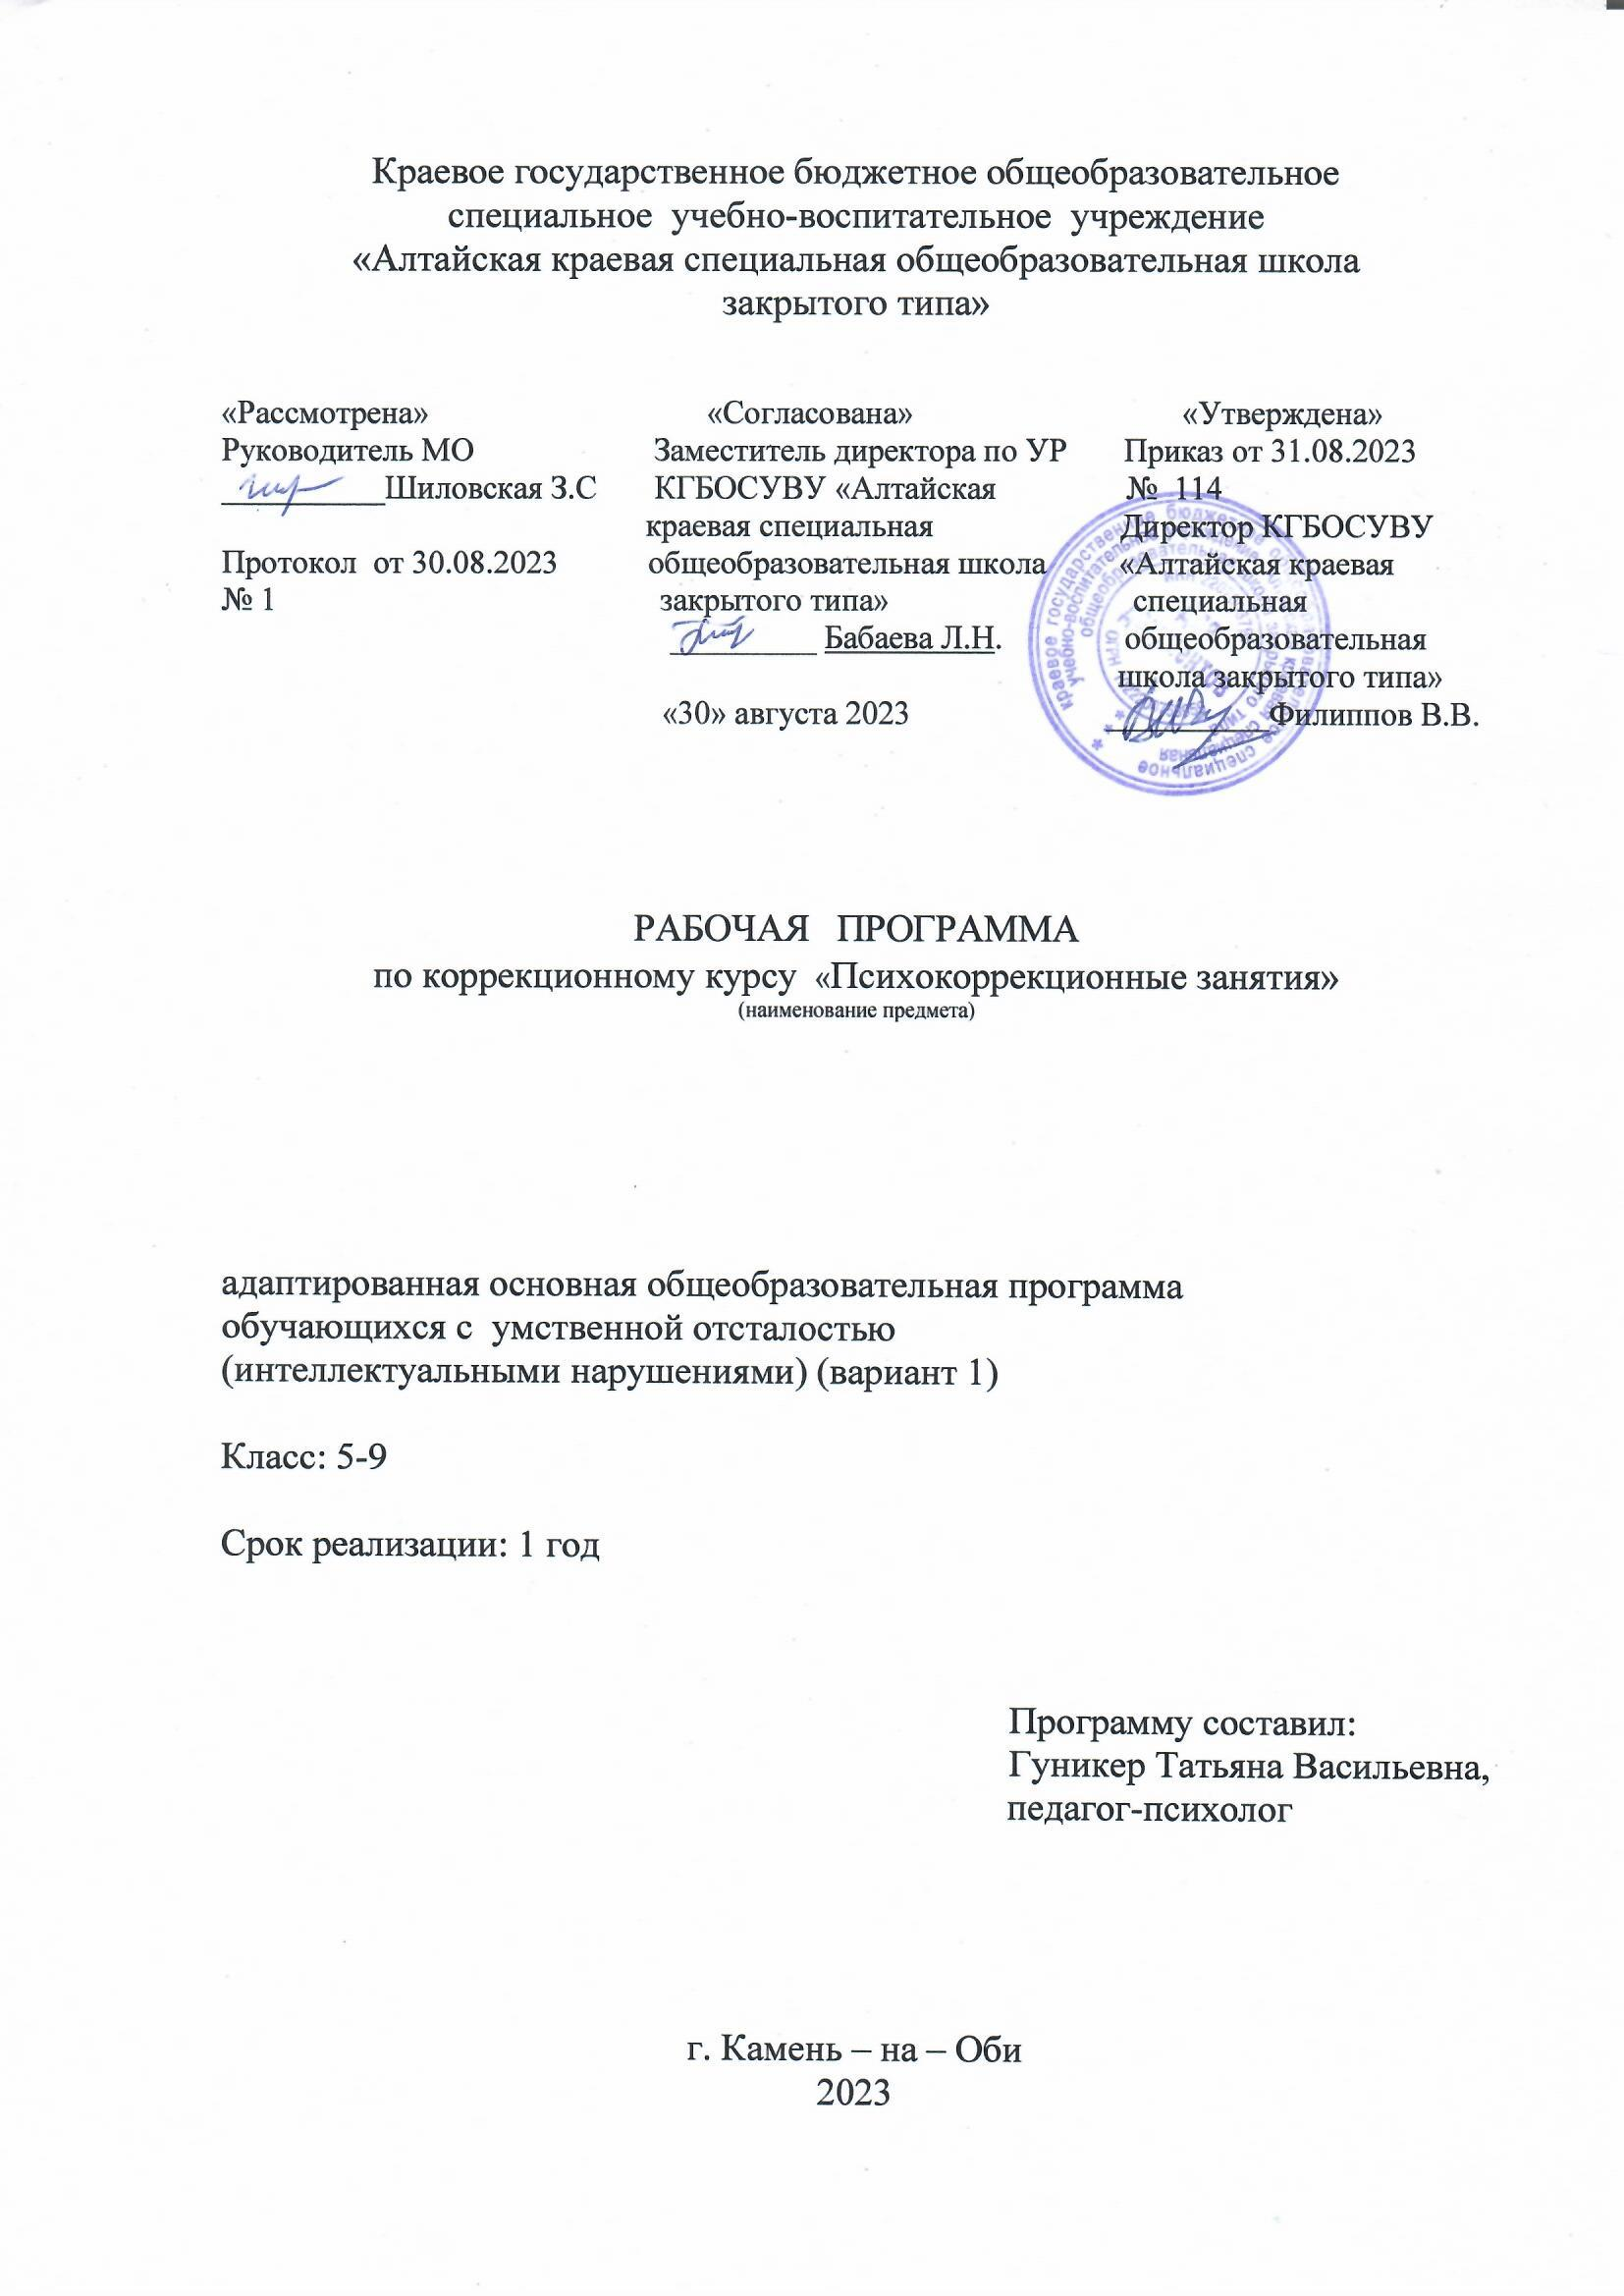 Краевое государственное бюджетное общеобразовательное
специальное учебно-воспитательное учреждение
«Алтайская краевая специальная общеобразовательная школа
закрытого типа»
«Рассмотрена»
Руководитель МО
Шиловская З.С
Протокол от 30.08.2023
№ 1
«Согласована»
Заместитель директора по УР
КГБОСУВУ «Алтайская
краевая специальная
общеобразовательная школа
закрытого типа»
Бабаева Л.Н.
«30» августа 2023
«Утверждена»
Приказ от 31.08.2023
№ 114
Директор КГБОСУВУ
«Алтайская краевая
специальная
общеобразовательная
школа закрытого типа»
Филиппов В.В.
РАБОЧАЯ ПРОГРАММА
по коррекционному курсу «Психокоррекционные занятия»
(наименование предмета)
адаптированная основная общеобразовательная программа
обучающихся с умственной отсталостью
(интеллектуальными нарушениями) (вариант 1)
Класс: 5-9
Срок реализации: 1 год
Программу составил:
Гуникер Татьяна Васильевна,
педагог-психолог
г. Камень – на – Оби
2023